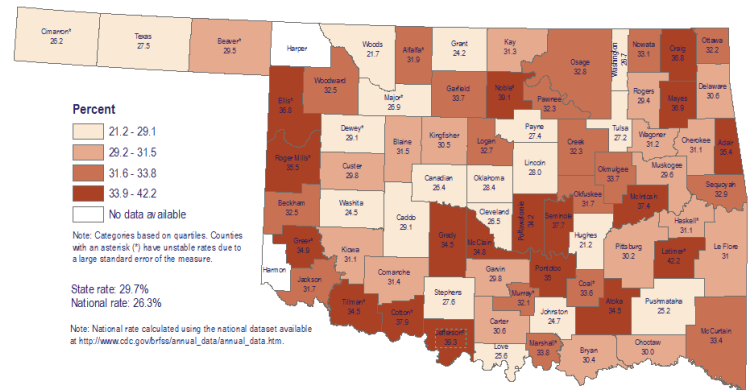 Cimarron*
26.2
Texas
27.5
Beaver*
29.5
Harper
Woods
21.7
Alfalfa*
31.9
Grant
24.2
Kay
31.3
Osage
32.8
Washington
26.7
Nowata
33.1
Craig
36.8
Ottawa
32.2
Ellis*
36.8
Woodward
32.5
Major*
26.9
Garfield
33.7
Noble*
39.1
Pawnee
32.3
Rogers
29.4
Mayes
36.9
Delaware
30.6
Percent
21.2 - 29.1
29.2 - 31.5
31.6 - 33.8
33.9 - 42.2
No data available
Note: Categories based on quartiles. Counties
with an asterisk (*) have unstable rates due to
a large standard error of the measure.
State rate: 29.7%
National rate: 26.3%
Note: National rate calculated using the national dataset available
at http://www.cdc.gov/brfss/annual_data/annual_data.htm.
Dewey*
29.1
Blaine
31.5
Kingfisher
30.5
Logan
32.7
Payne
27.4
Creek
32.3
Tulsa
27.2
Wagoner
31.2
Cherokee
31.1
Adair
Roger Mills*
Custer
29.8
Canadian
26.4
Oklahoma
28.4
Lincoln
28.0
Okmulgee
33.7
Muskogee
29.6
Sequoyah
32.9
Beckham
32.5
Washita
24.5
Caddo
29.1
Cleveland
26.5
Pottawatomie
34.2
Seminole
37.7
Okfuskee
31.7
McIntosh
37.4
Haskell*
31.1
Greer*
34.9
Kiowa
31.1
Grady
34.5
McClain
34.8
Hughes
21.2
Pittsburg
30.2
Latimer*
42.2
Le Flore
31
Harmon
Jackson
31.7
Comanche
31.4
Garvin
29.8
Pontotoc
35
Coal*
33.6
Tillman*
34.5
Cotton*
37.9
Stephens
27.6
Murray*
32.1
Johnston
24.7
Atoka
34.5
Pushmataha
25.2
McCurtain
33.4
Jefferson*
39.3
Carter
30.6
Love
25.6
Marshall*
33.8
Bryan
30.4
Choctaw
30.0